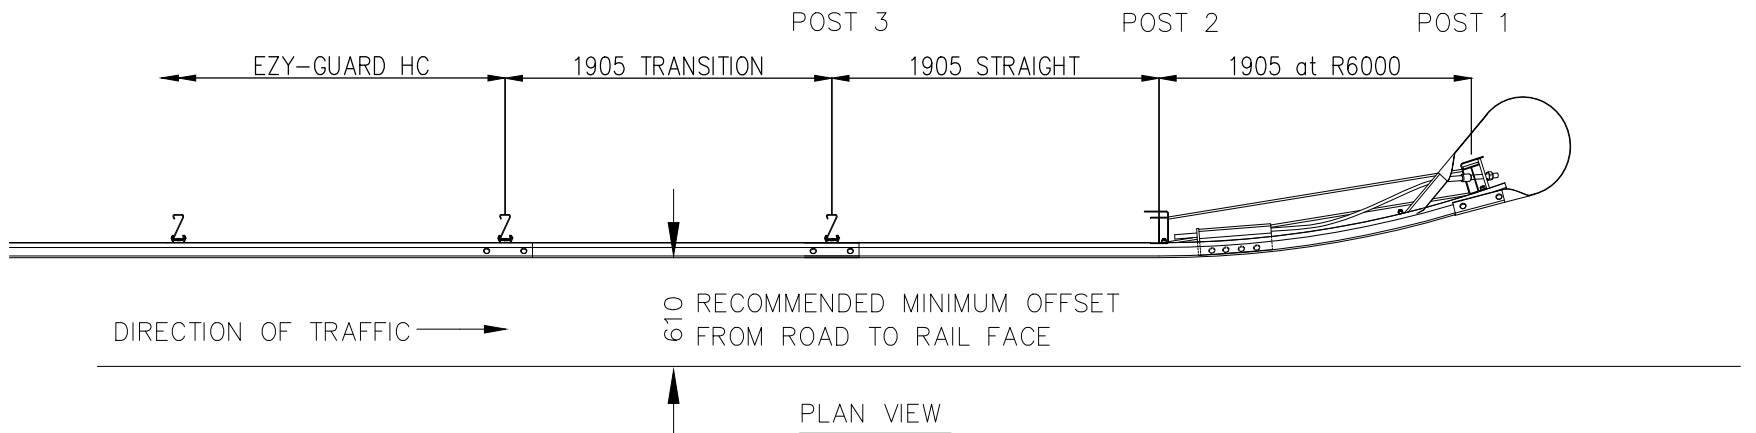 POST 3
POST 2
POST 1
EZY-GUARD HC
1905 TRANSITION
1905 STRAIGHT
1905 at R6000
610
RECOMMENDED MINIMUM OFFSET
FROM ROAD TO RAIL FACE
DIRECTION OF TRAFFIC
PLAN VIEW